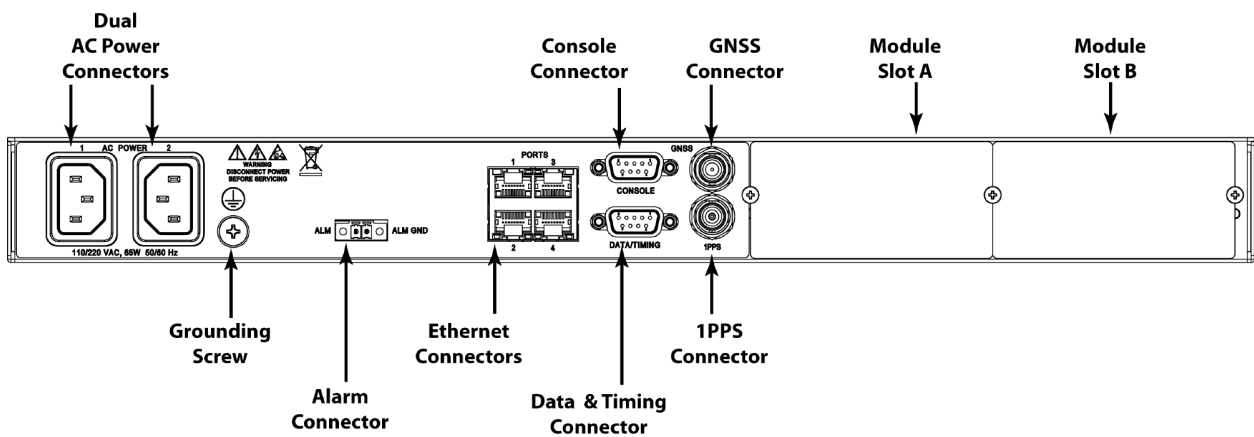 Dual
AC Power
Connectors
Console
Connector
GNSS
Connector
Module
Slot A
Module
Slot B
1 AC POWER 2
WARNING
DISCONNECT POWER
BEFORE SERVICING
PORTS
1 3
GNSS
CONSOLE
ALM
ALM GND
2 4
DATA/TIMING
1PPS
110/220 VAC, 65W 50/60 Hz
Grounding
Screw
Alarm
Connector
Ethernet
Connectors
Data & Timing
Connector
1PPS
Connector